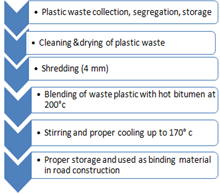 • Plastic waste collection, segregation, storage
• Cleaning &drying of plastic waste
• Shredding (4 mm)
• Blending of waste plastic with hot bitumen at
200°c
• Stirring and proper cooling up to 170° c
• Proper storage and used as binding material
in road construction